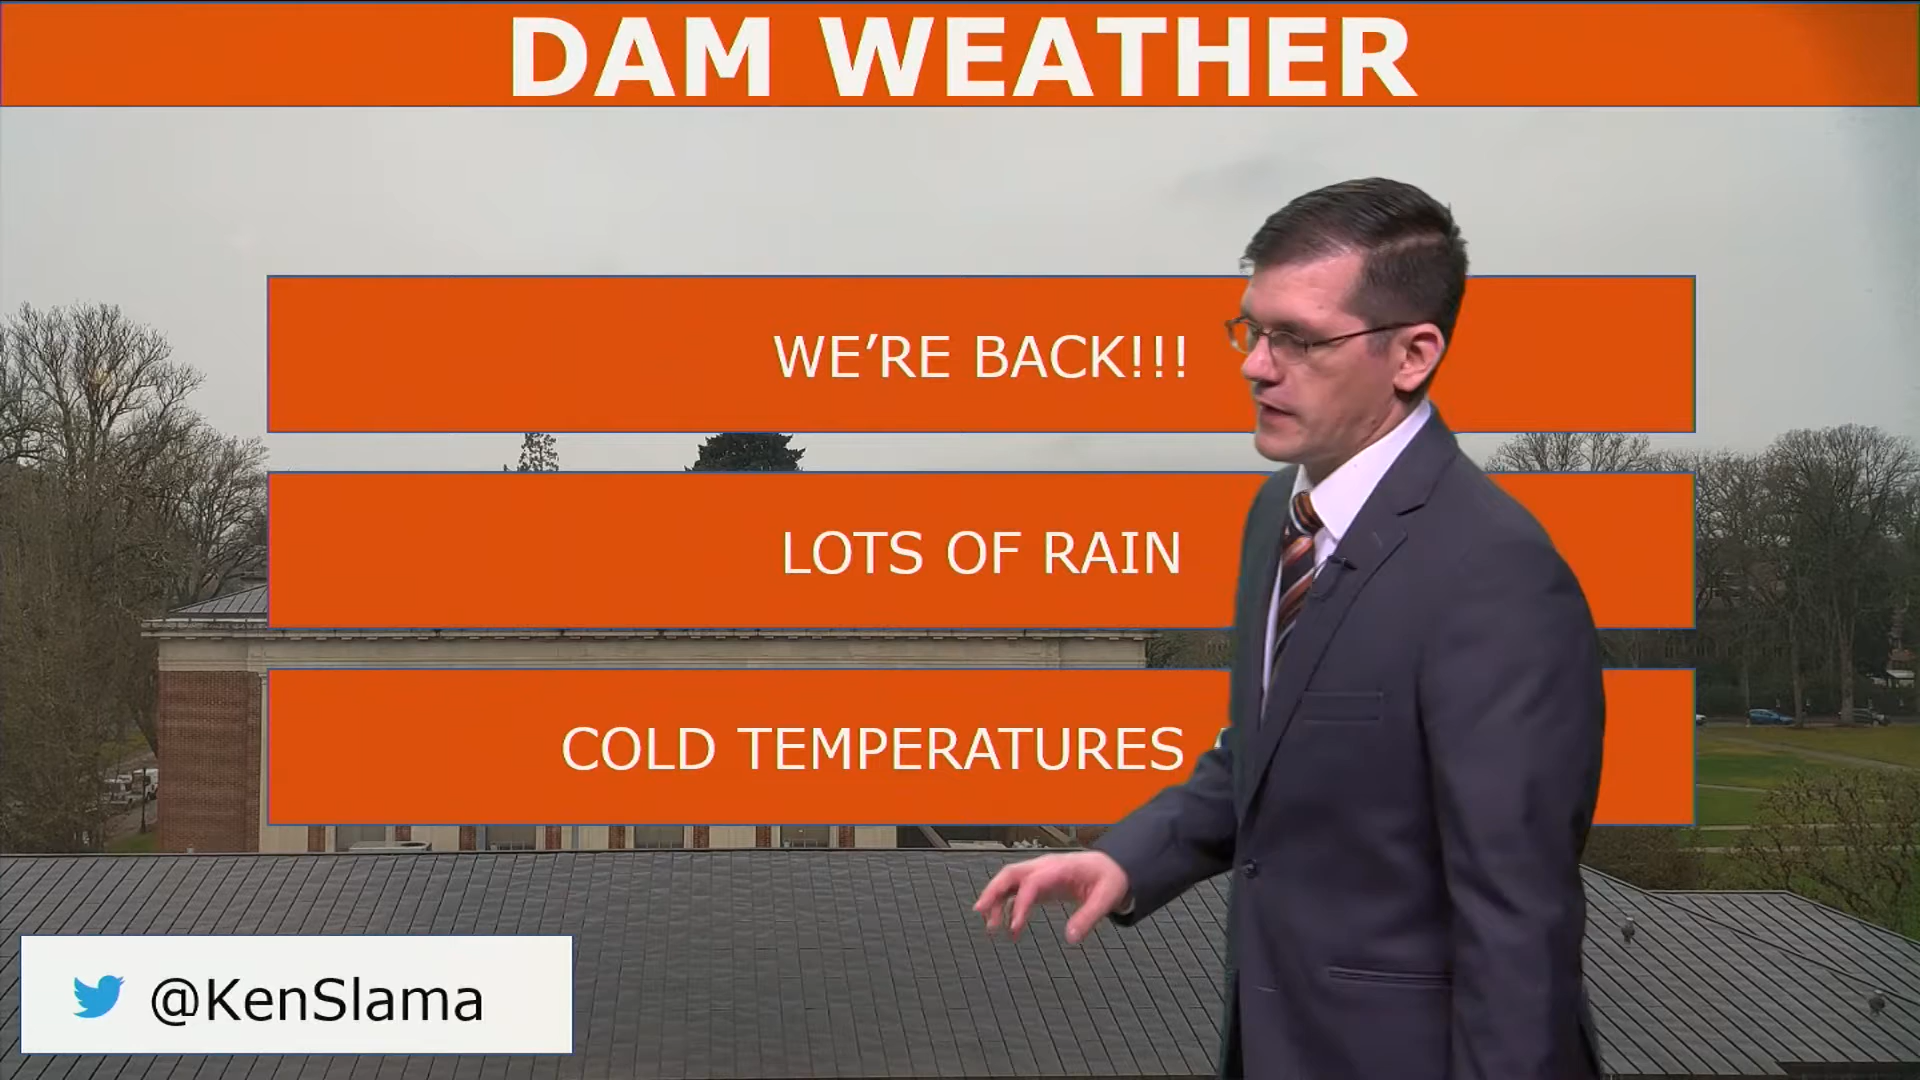 DAM WEATHER
WE’RE BACK!!!
LOTS OF RAIN
COLD TEMPERATURES
@KenSlama